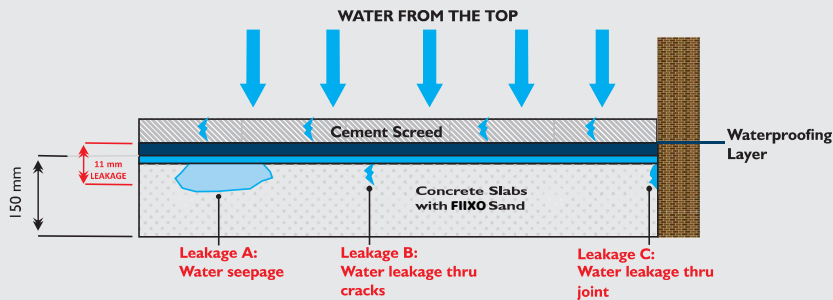 WATER FROM THE TOP
Cement Screed
Waterproofing
Layer
11 mm
LEAKAGE
150 mm
Concrete Slabs
with FIIXO Sand
Leakage A:
Water seepage
Leakage B:
Water leakage thru
cracks
Leakage C:
Water leakage thru
joint